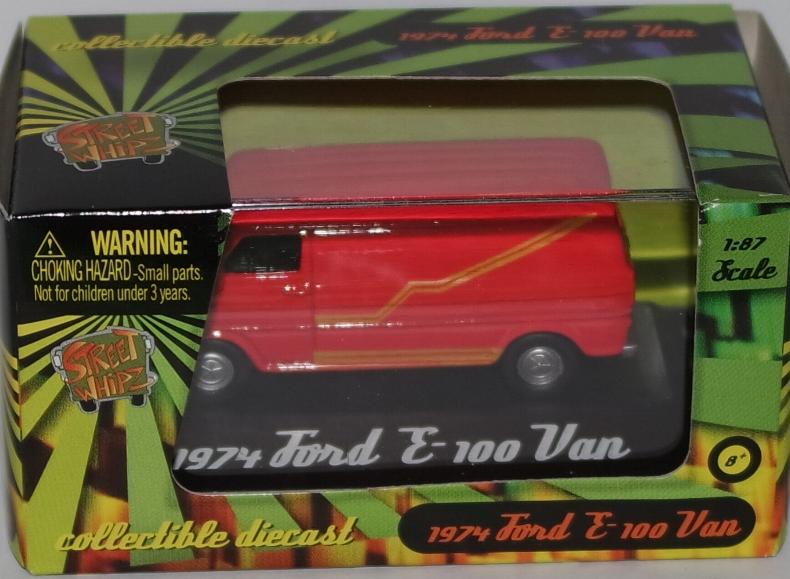 collectible diecast
1974 Ford E-100 Van
STREET
WHIPZ
WARNING:
CHOKING HAZARD-Small parts.
Not for children under 3 years.
1:87
Scale
STREET
WHIPZ
1974 Ford E-100 Van
8+
collectible diecast
1974 Ford E-100 Van